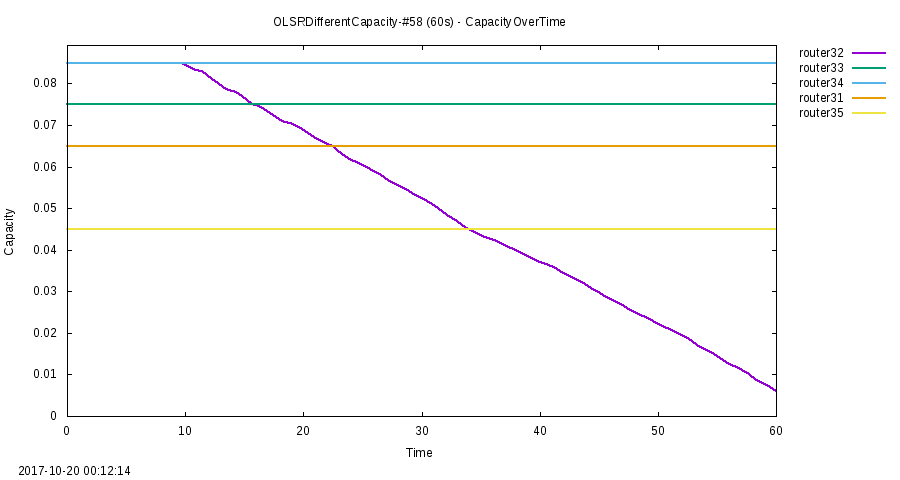 OLSRDifferentCapacity-#58 (60s) - CapacityOverTime
router32
router33
router34
router31
router35
0.08
0.07
0.06
0.05
0.04
0.03
0.02
0.01
0
Capacity
0 10 20 30 40 50 60
Time
2017-10-20 00:12:14